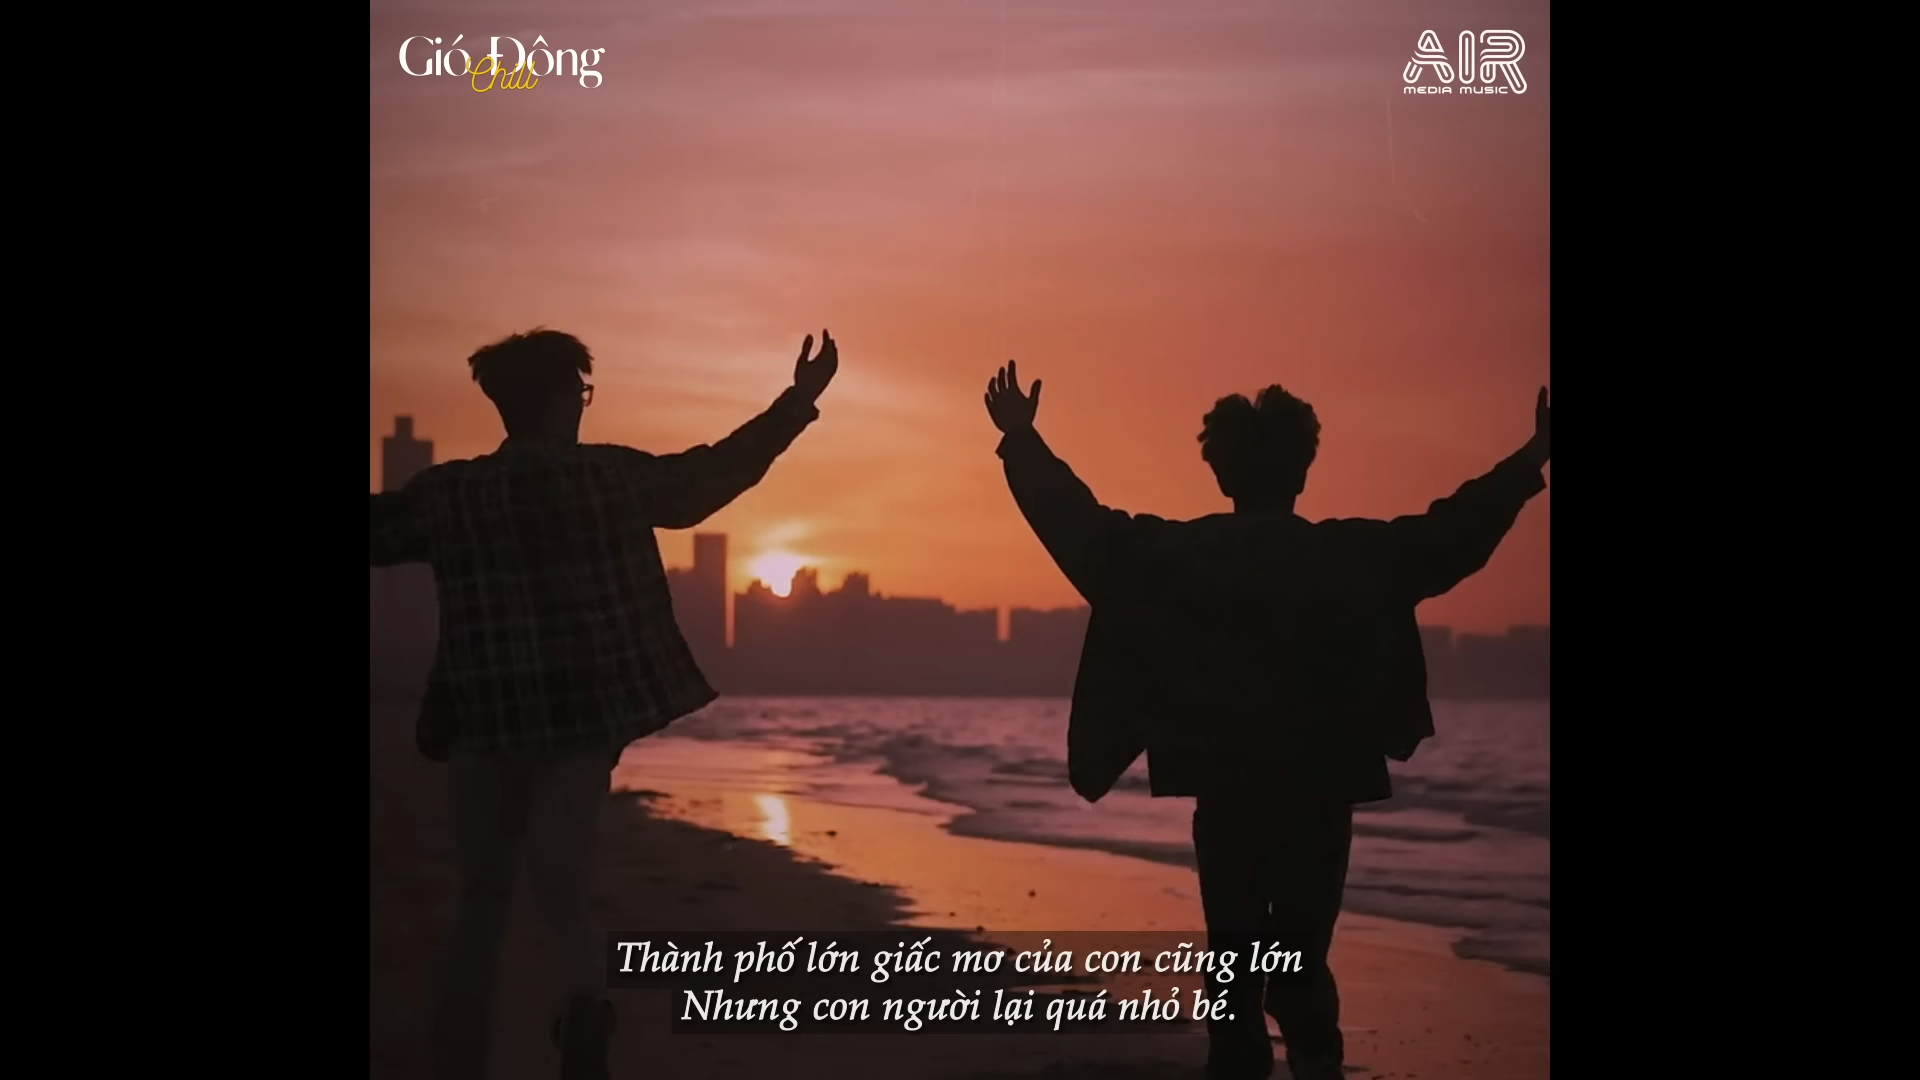 Gió Đông
Chill
AIR
MEDIA MUSIC
Thành phố lớn giấc mơ của con cũng lớn
Nhưng con người lại quá nhỏ bé.